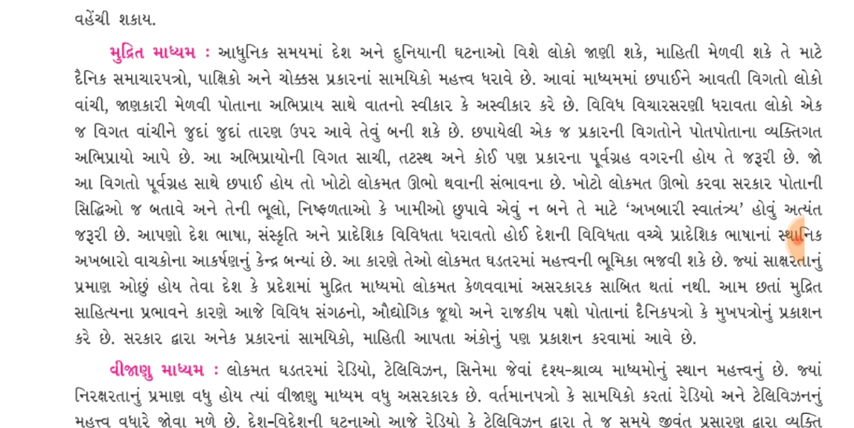 વહેંચી શકાય.
મુદ્રિત માધ્યમ : આધુનિક સમયમાં દેશ અને દુનિયાની ઘટનાઓ વિશે લોકો જાણી શકે, માહિતી મેળવી શકે તે માટે
દૈનિક સમાચારપત્રો, પાક્ષિકો અને ચોક્કસ પ્રકારનાં સામયિકો મહત્ત્વ ધરાવે છે. આવાં માધ્યમમાં છપાઈને આવતી વિગતો લોકો
વાંચી, જાણકારી મેળવી પોતાના અભિપ્રાય સાથે વાતનો સ્વીકાર કે અસ્વીકાર કરે છે. વિવિધ વિચારસરણી ધરાવતા લોકો એક
જ વિગત વાંચીને જુદાં જુદાં તારણ ઉપર આવે તેવું બની શકે છે. છપાયેલી એક જ પ્રકારની વિગતોને પોતપોતાના વ્યક્તિગત
અભિપ્રાયો આપે છે. આ અભિપ્રાયોની વિગત સાચી, તટસ્થ અને કોઈ પણ પ્રકારના પૂર્વગ્રહ વગરની હોય તે જરૂરી છે. જો
આ વિગતો પૂર્વગ્રહ સાથે છપાઈ હોય તો ખોટો લોકમત ઊભો થવાની સંભાવના છે. ખોટો લોકમત ઊભો કરવા સરકાર પોતાની
સિદ્ધિઓ જ બતાવે અને તેની ભૂલો, નિષ્ફળતાઓ કે ખામીઓ છુપાવે એવું ન બને તે માટે ‘અખબારી સ્વાતંત્ર્ય’ હોવું અત્યંત
જરૂરી છે. આપણો દેશ ભાષા, સંસ્કૃતિ અને પ્રાદેશિક વિવિધતા ધરાવતો હોઈ દેશની વિવિધતા વચ્ચે પ્રાદેશિક ભાષાનાં સ્થાનિક
અખબારો વાચકોના આકર્ષણનું કેન્દ્ર બન્યાં છે. આ કારણે તેઓ લોકમત ઘડતરમાં મહત્ત્વની ભૂમિકા ભજવી શકે છે. જ્યાં સાક્ષરતાનું
પ્રમાણ ઓછું હોય તેવા દેશ કે પ્રદેશમાં મુદ્રિત માધ્યમો લોકમત કેળવવામાં અસરકારક સાબિત થતાં નથી. આમ છતાં મુદ્રિત
સાહિત્યના પ્રભાવને કારણે આજે વિવિધ સંગઠનો, ઔદ્યોગિક જૂથો અને રાજકીય પક્ષો પોતાનાં દૈનિકપત્રો કે મુખપત્રોનું પ્રકાશન
કરે છે. સરકાર દ્વારા અનેક પ્રકારનાં સામયિકો, માહિતી આપતા અંકોનું પણ પ્રકાશન કરવામાં આવે છે.
વીજાણુ માધ્યમ : લોકમત ઘડતરમાં રેડિયો, ટેલિવિઝન, સિનેમા જેવાં દૃશ્ય-શ્રાવ્ય માધ્યમોનું સ્થાન મહત્ત્વનું છે. જ્યાં
નિરક્ષરતાનું પ્રમાણ વધુ હોય ત્યાં વીજાણુ માધ્યમ વધુ અસરકારક છે. વર્તમાનપત્રો કે સામયિકો કરતાં રેડિયો અને ટેલિવિઝનનું
મહત્ત્વ વધારે જોવા મળે છે. દેશ-વિદેશની ઘટનાઓ આજે રેડિયો કે ટેલિવિઝન દ્વારા તે જ સમયે જીવંત પ્રસારણ દ્વારા વ્યક્તિ